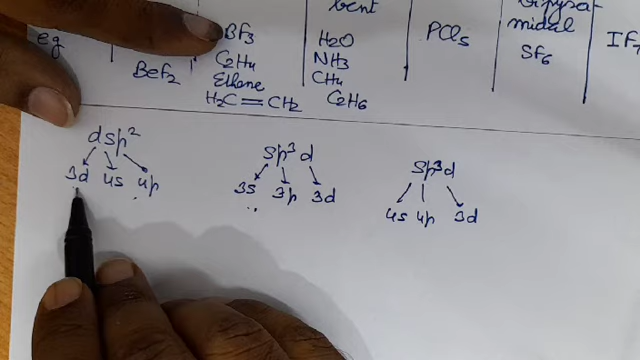 bent
eg
BF3
H2O
PCl5
midal
IF7
BeF2
C2H4
NH3
SF6
Ethene
CH4
H2C=CH2
C2H6
dsp2
sp3d
sp3d
3d 4s 4p
3s 3p 3d
4s 4p 3d